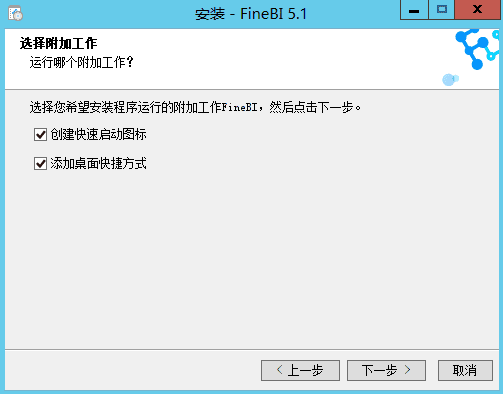 安装 - FineBI 5.1
选择附加工作
运行哪个附加工作？
选择您希望安装程序运行的附加工作FineBI，然后点击下一步。
创建快速启动图标
添加桌面快捷方式
< 上一步
下一步 >
取消